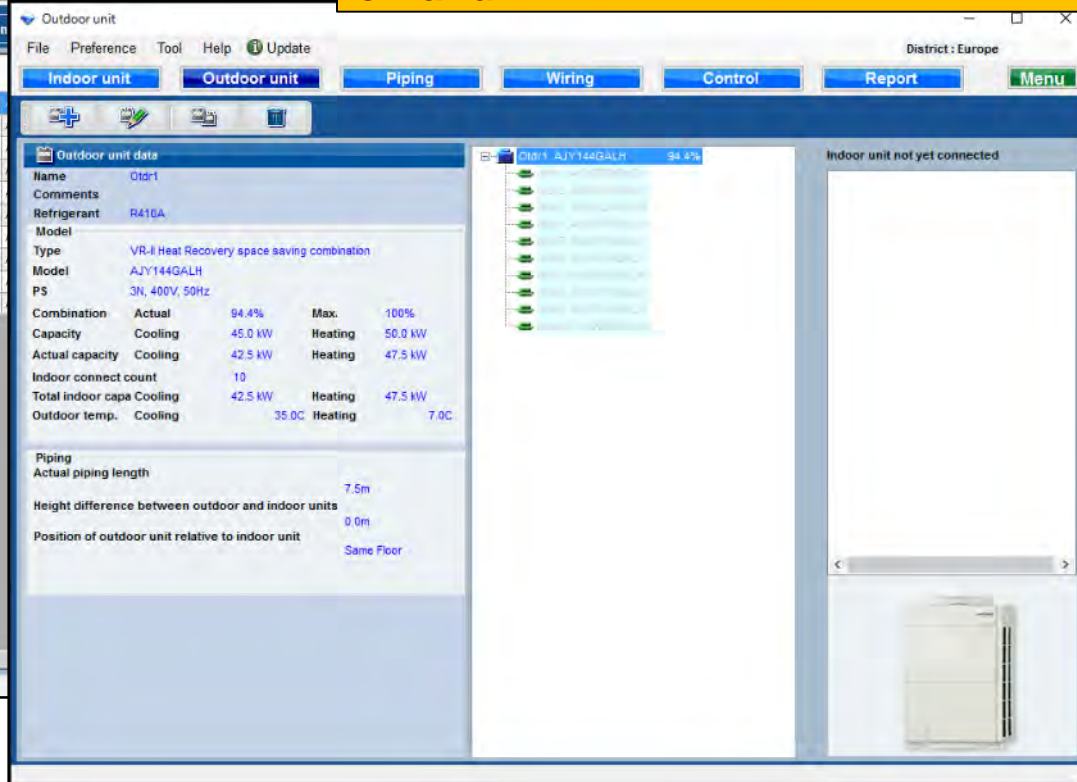 Outdoor unit
File Preference Tool Help Update District : Europe
Indoor unit Outdoor unit Piping Wiring Control Report Menu
Outdoor unit data
Name Otdr1
Comments
Refrigerant R410A
Model
Type VR-II Heat Recovery space saving combination
Model AJY144GALH
PS 3N, 400V, 50Hz
Combination Actual 94.4% Max. 100%
Capacity Cooling 45.0 kW Heating 50.0 kW
Actual capacity Cooling 42.5 kW Heating 47.5 kW
Indoor connect count 10
Total indoor capa Cooling 42.5 kW Heating 47.5 kW
Outdoor temp. Cooling 35.0C Heating 7.0C
Piping
Actual piping length
7.5m
Height difference between outdoor and indoor units
0.0m
Position of outdoor unit relative to indoor unit
Same Floor
Otdr1 AJY144GALH 94.4%
Indoor unit not yet connected